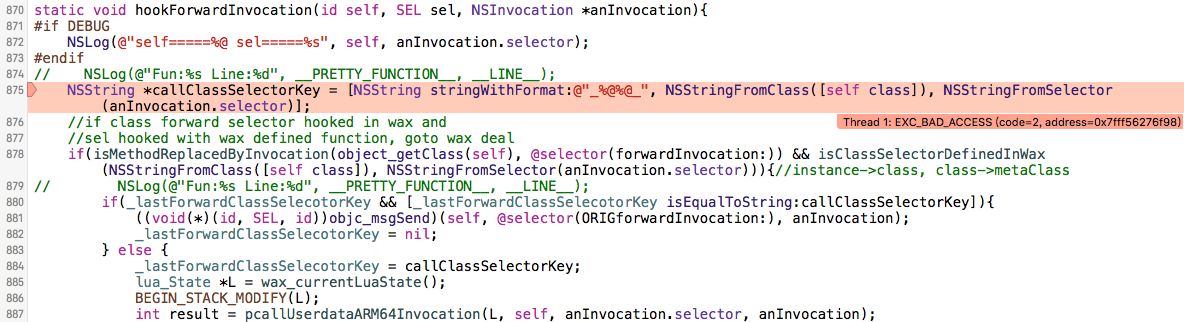 870 static void hookForwardInvocation(id self, SEL sel, NSInvocation *anInvocation){
871 #if DEBUG
872     NSLog(@"self=====%@ sel=====%s", self, anInvocation.selector);
873 #endif
874 //    NSLog(@"Fun:%s Line:%d", __PRETTY_FUNCTION__, __LINE__);
875     NSString *callClassSelectorKey = [NSString stringWithFormat:@"_%@%@_", NSStringFromClass([self class]), NSStringFromSelector
        (anInvocation.selector)];
876     //if class forward selector hooked in wax and
Thread 1: EXC_BAD_ACCESS (code=2, address=0x7fff56276f98)
877     //sel hooked with wax defined function, goto wax deal
878     if(isMethodReplacedByInvocation(object_getClass(self), @selector(forwardInvocation:)) && isClassSelectorDefinedInWax
        (NSStringFromClass([self class]), NSStringFromSelector(anInvocation.selector))){//instance->class, class->metaClass
879 //        NSLog(@"Fun:%s Line:%d", __PRETTY_FUNCTION__, __LINE__);
880         if(_lastForwardClassSelecotorKey && [_lastForwardClassSelecotorKey isEqualToString:callClassSelectorKey]){
881             ((void(*)(id, SEL, id))objc_msgSend)(self, @selector(ORIGforwardInvocation:), anInvocation);
882             _lastForwardClassSelecotorKey = nil;
883         } else {
884             _lastForwardClassSelecotorKey = callClassSelectorKey;
885             lua_State *L = wax_currentLuaState();
886             BEGIN_STACK_MODIFY(L);
887             int result = pcallUserdataARM64Invocation(L, self, anInvocation.selector, anInvocation);